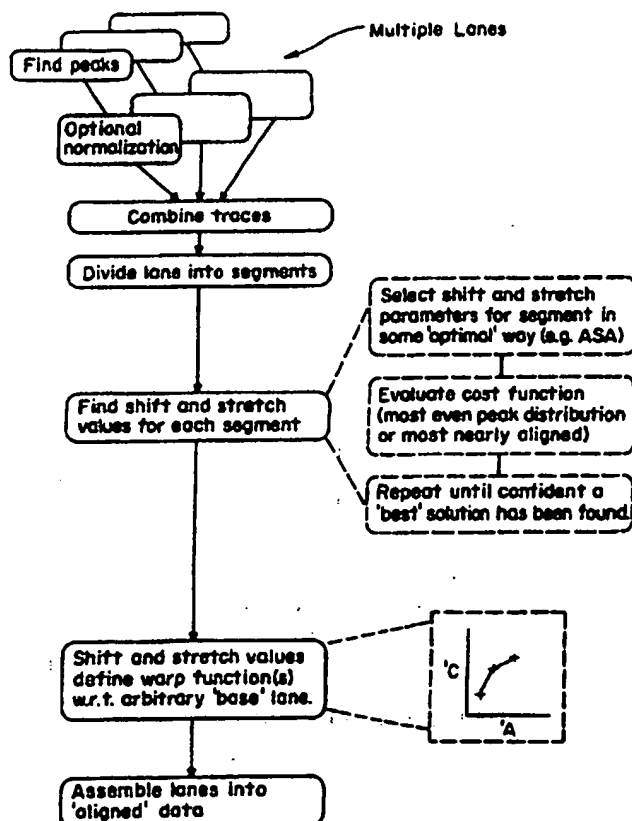 Multiple Lanes
Find peaks
Optional
normalization
Combine traces
Divide lane into segments
Select shift and stretch
parameters for segment in
some 'optimal' way (e.g. ASA)
Find shift and stretch
values for each segment
Evaluate cost function
(most even peak distribution
or most nearly aligned)
Repeat until confident a
'best' solution has been found.
Shift and stretch values
define warp function(s)
w.r.t. arbitrary 'base' lane.
'C
'A
Assemble lanes into
'aligned' data